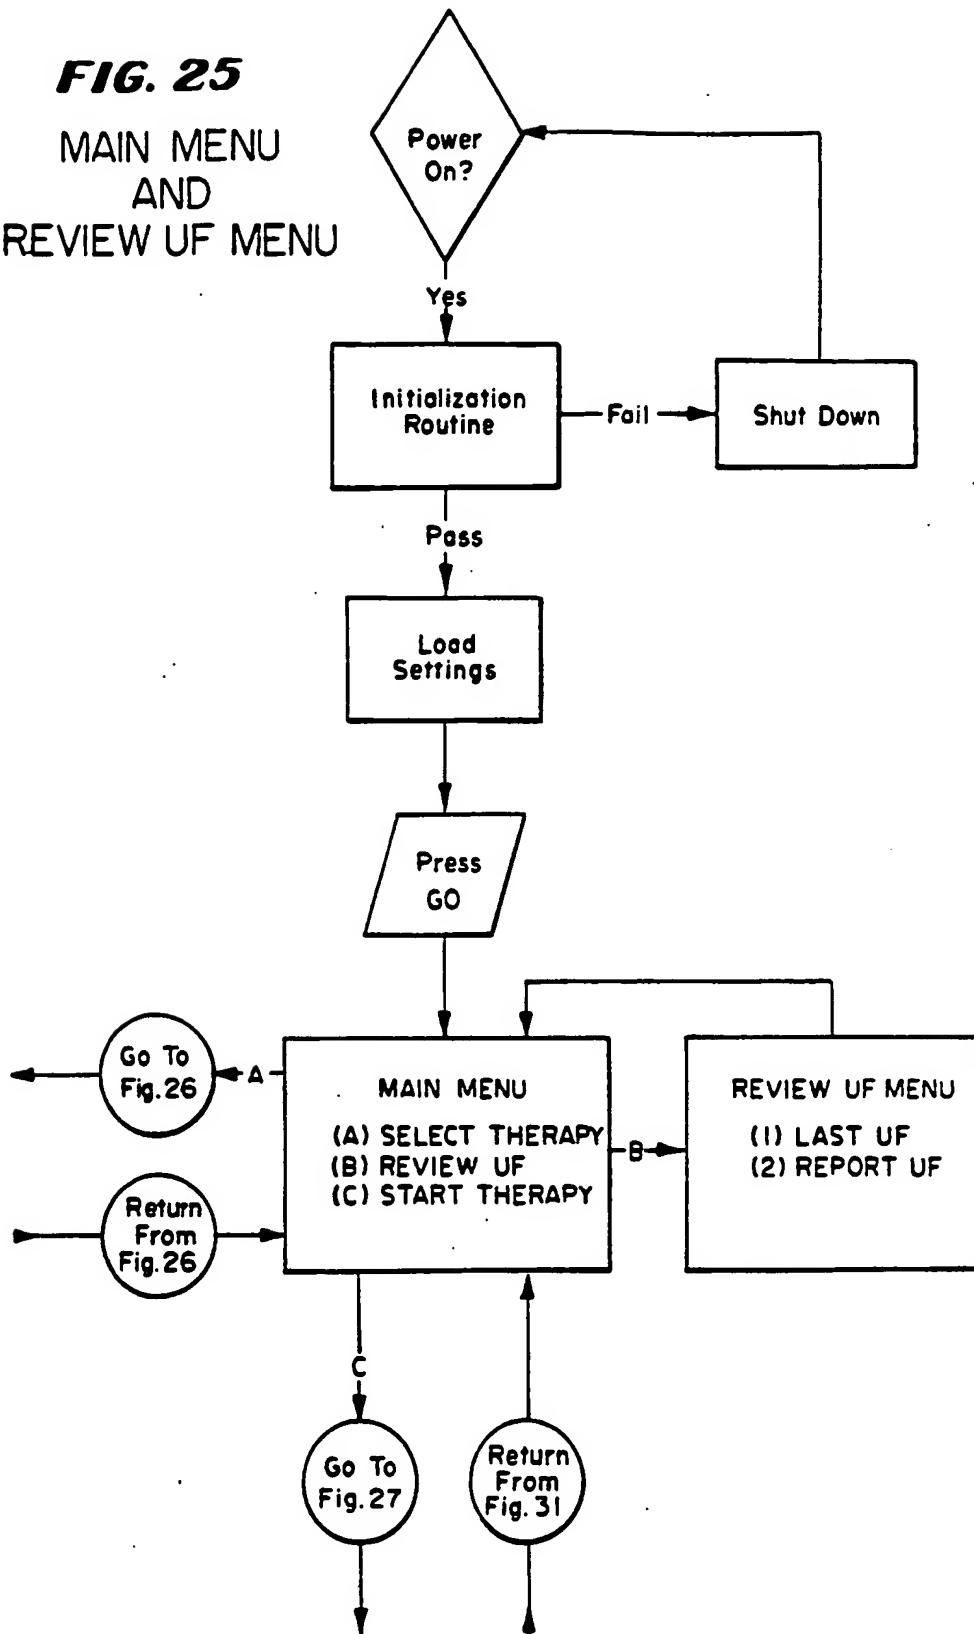 FIG. 25
MAIN MENU
AND
REVIEW UF MENU
Power
On?
Yes
Initialization
Routine
Fail
Shut Down
Pass
Load
Settings
Press
GO
Go To
Fig. 26
A
MAIN MENU
(A) SELECT THERAPY
(B) REVIEW UF
(C) START THERAPY
B
REVIEW UF MENU
(1) LAST UF
(2) REPORT UF
Return
From
Fig. 26
C
Go To
Fig. 27
Return
From
Fig. 31